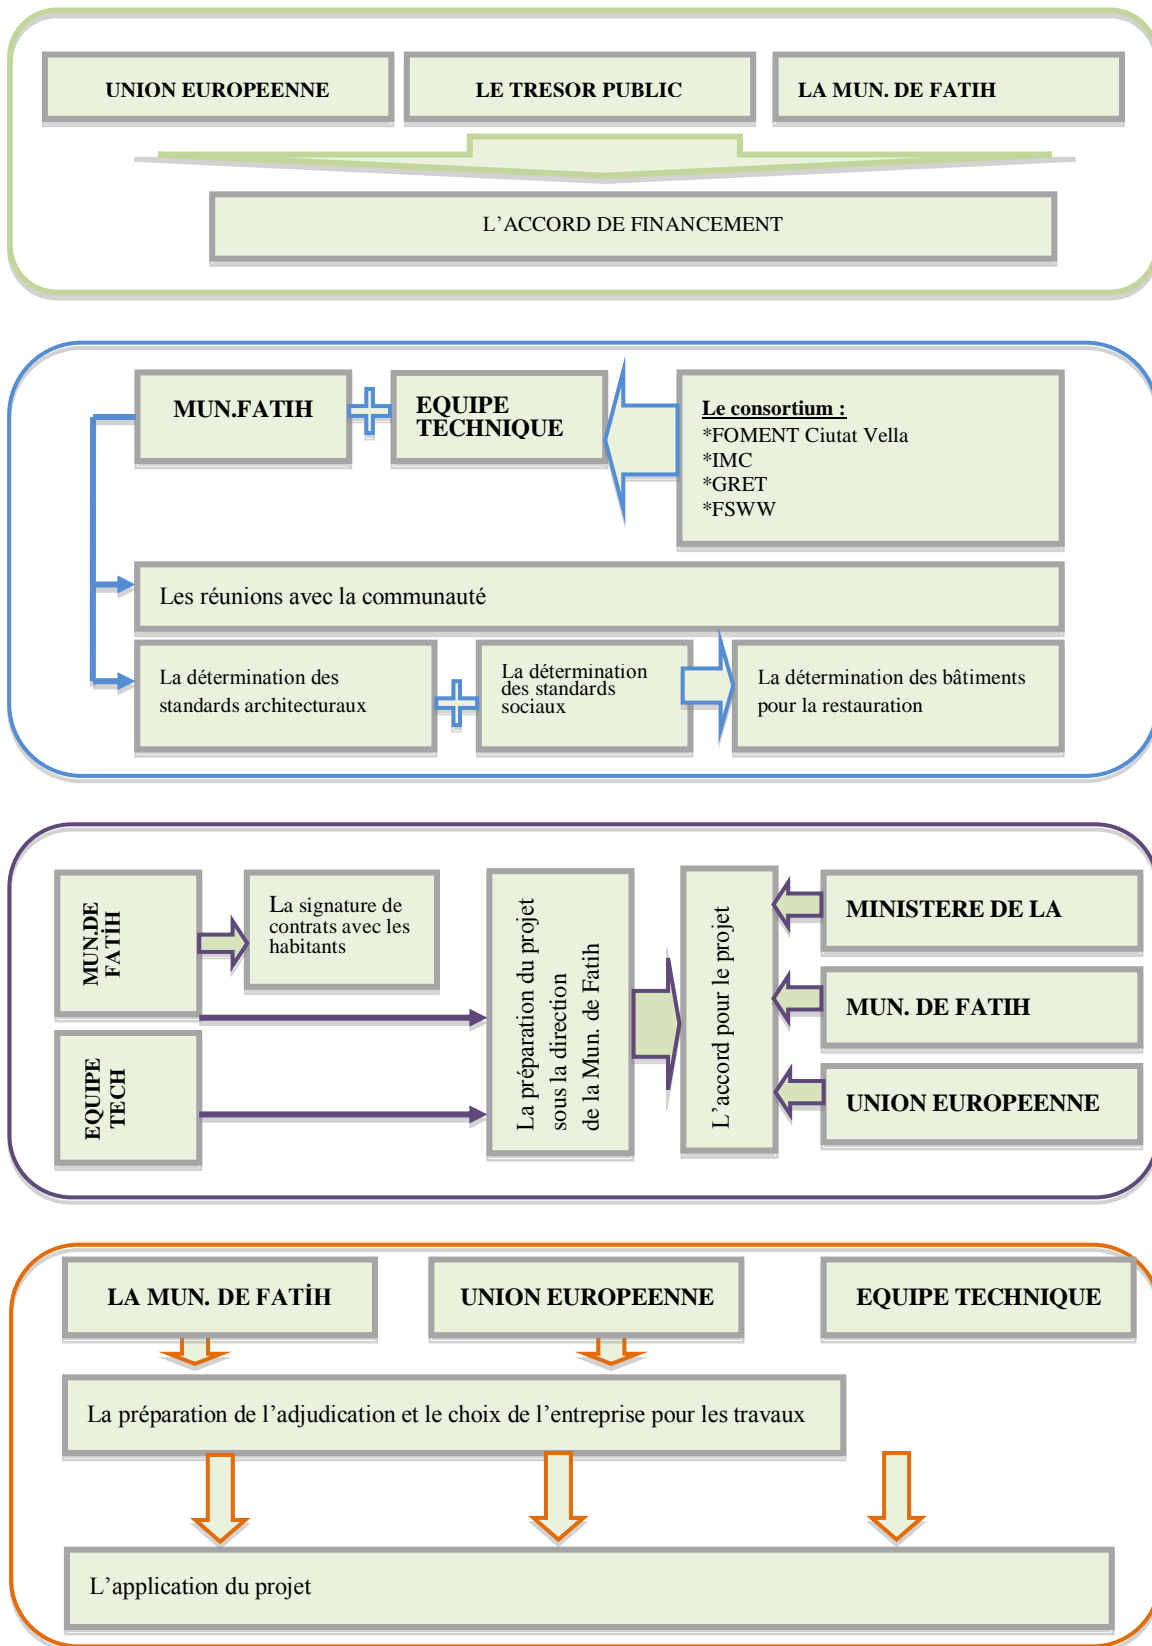 UNION EUROPEENNE
LE TRESOR PUBLIC
LA MUN. DE FATIH
L’ACCORD DE FINANCEMENT
MUN.FATIH
EQUIPE
TECHNIQUE
Le consortium :
*FOMENT Ciutat Vella
*IMC
*GRET
*FSWW
Les réunions avec la communauté
La détermination des
standards architecturaux
La détermination
des standards
sociaux
La détermination des bâtiments
pour la restauration
MUN.DE
FATİH
La signature de
contrats avec les
habitants
EQUIPE
TECH
La préparation du projet
sous la direction
de la Mun. de Fatih
L’accord pour le projet
MINISTERE DE LA
MUN. DE FATIH
UNION EUROPEENNE
LA MUN. DE FATİH
UNION EUROPEENNE
EQUIPE TECHNIQUE
La préparation de l’adjudication et le choix de l’entreprise pour les travaux
L’application du projet